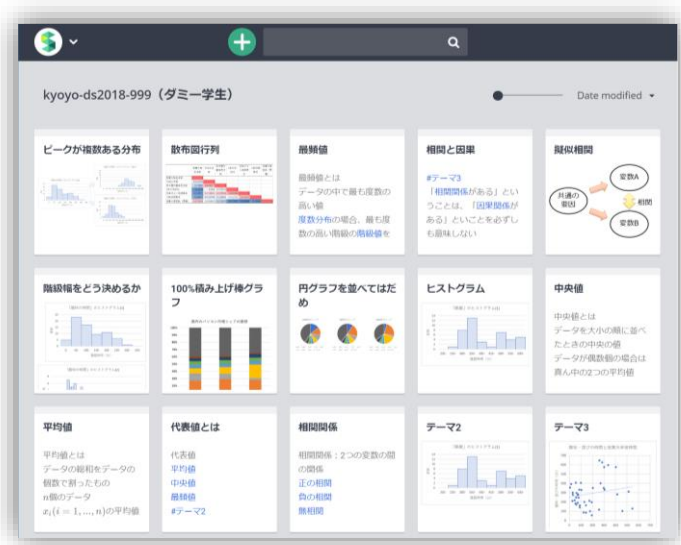 kyoyo-ds2018-999（ダミー学生）
Date modified
ピークが複数ある分布
散布図行列
最頻値
最頻値とは
データの中で最も度数の
高い値
度数分布の場合、最も度
数の高い階級の階級値を
相関と因果
#テーマ3
「相関関係がある」とい
うことは、「因果関係が
ある」といことを必ずし
も意味しない
擬似相関
共通の
要因
変数A
相関
変数B
階級幅をどう決めるか
100%積み上げ棒グラ
フ
円グラフを並べてはだ
め
ヒストグラム
中央値
中央値とは
データを大小の順に並べ
たときの中央の値
データが偶数個の場合は
真ん中の2つの平均値
平均値
平均値とは
データの総和をデータの
個数で割ったもの
n個のデータ
x_i(i = 1, ..., n)の平均値
代表値とは
代表値
平均値
中央値
最頻値
#テーマ2
相関関係
相関関係：2つの変数の間
の関係
正の相関
負の相関
無相関
テーマ2
テーマ3